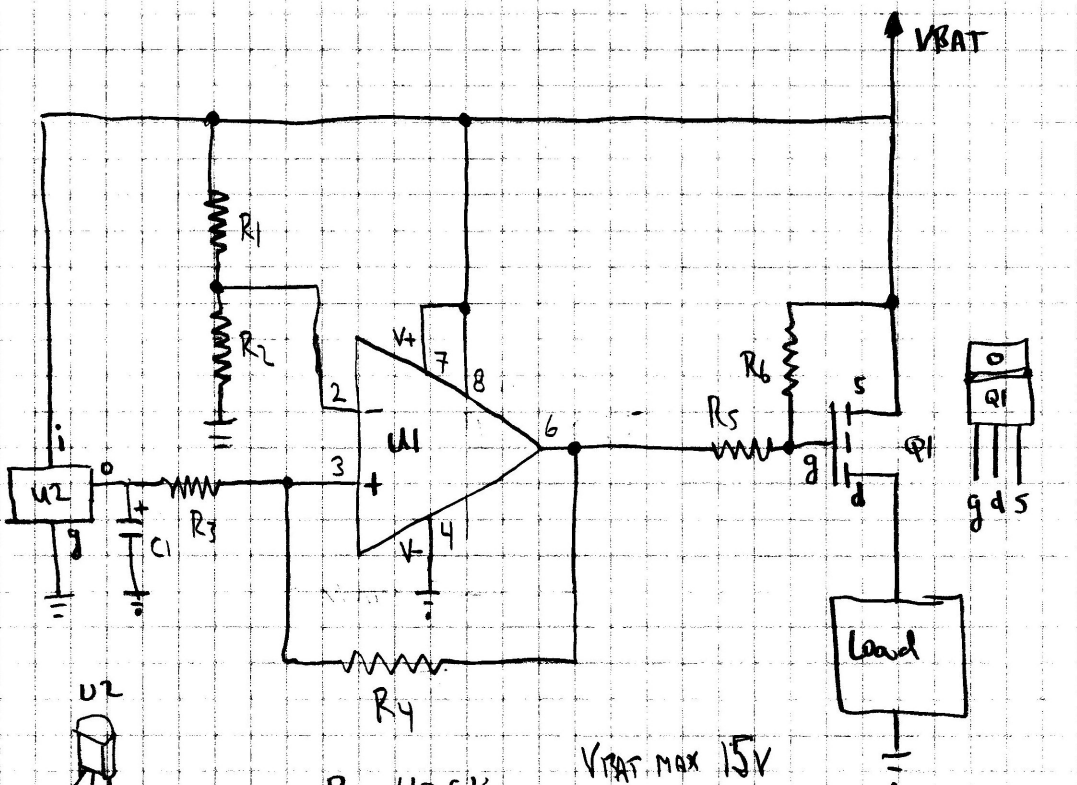 VBAT
R1
R2
V+
7
8
2
-
U1
3
+
6
4
V-
i
o
U2
g
C1
+
R3
R4
R5
R6
s
g
d
Q1
O
Q1
g d s
Load
U2
VBAT MAX 15V